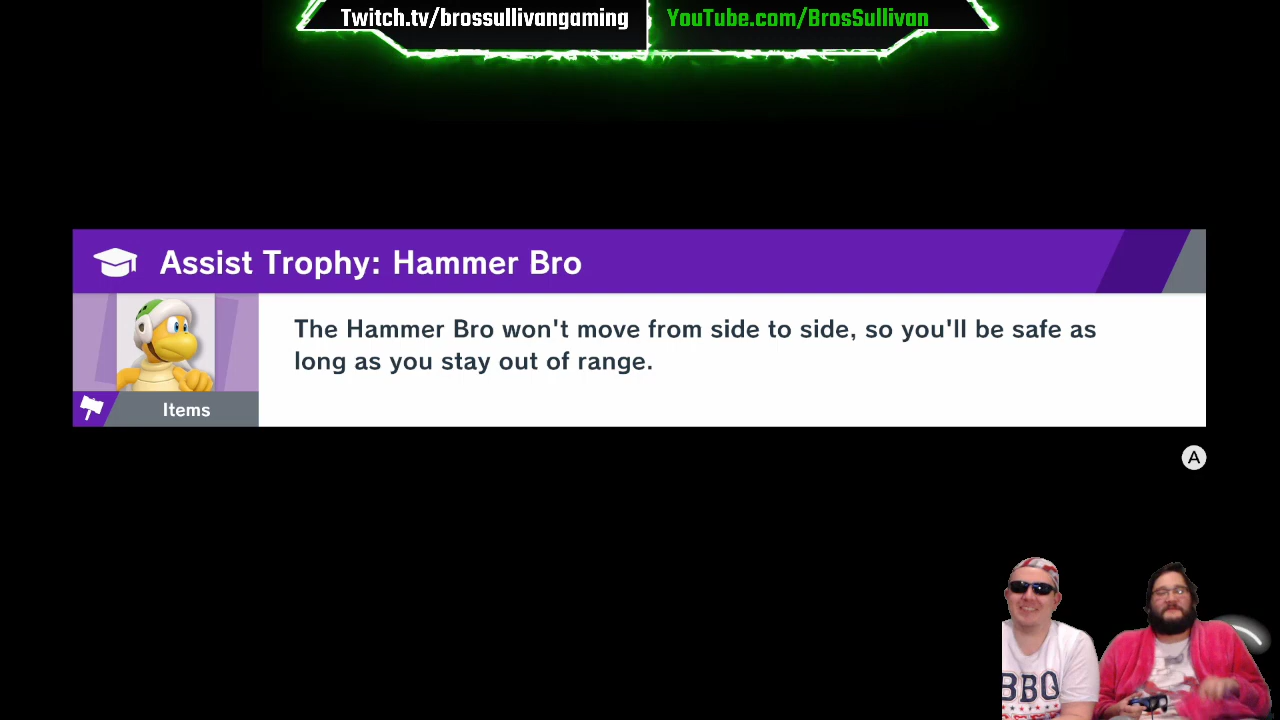 Twitch.tv/brossullivangaming
YouTube.com/BrosSullivan
Assist Trophy: Hammer Bro
The Hammer Bro won't move from side to side, so you'll be safe as
long as you stay out of range.
Items
A
BBQ